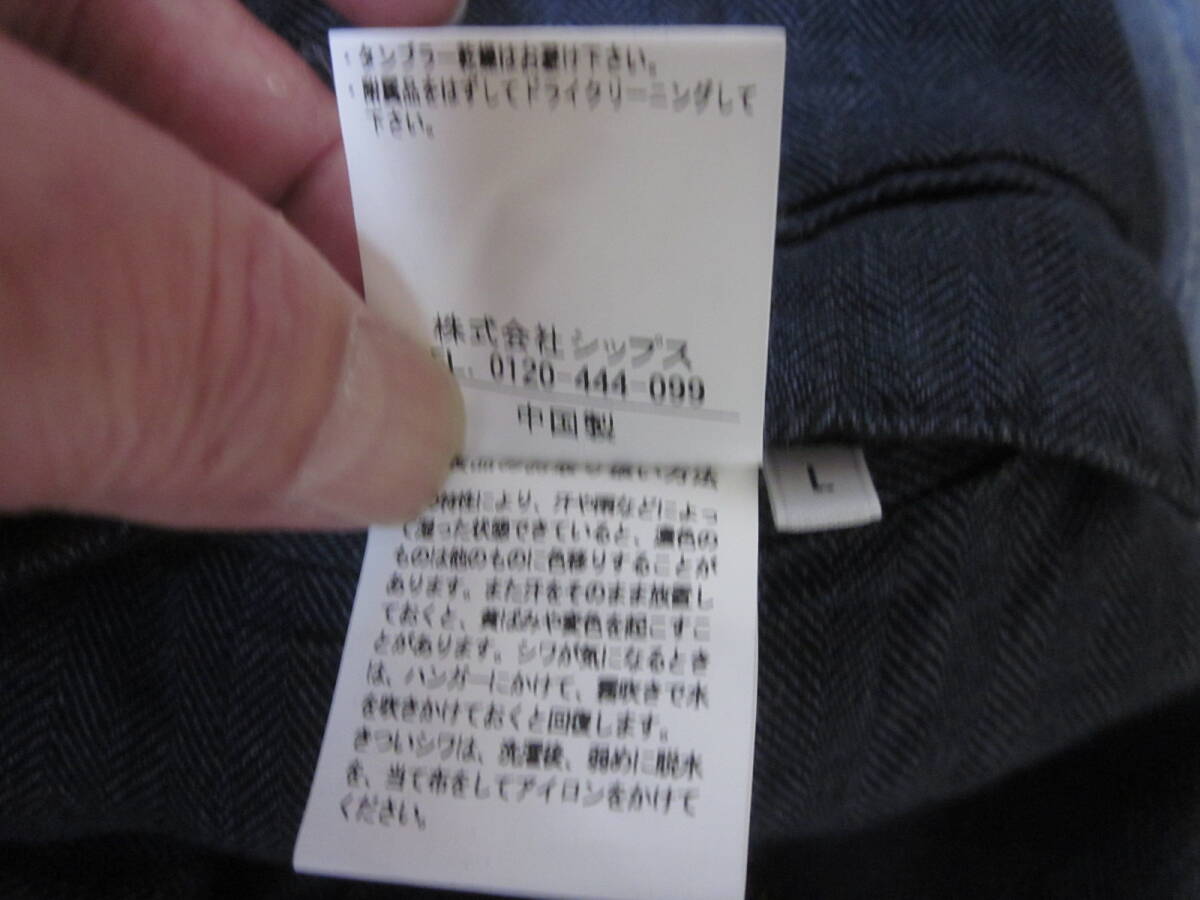 ・タンブラー乾燥はお避け下さい。
・附属品をはずしてドライクリーニングして
下さい。
株式会社シップス
L. 0120-444-099
中国製
り扱い方法
特性により、汗や雨などによっ
て湿った状態できていると、濃色の
ものは他のものに色移りすることが
あります。また汗をそのまま放置し
ておくと、黄ばみや変色を起こすこ
とがあります。シワが気になるとき
は、ハンガーにかけて、霧吹きで水
を吹きかけておくと回復します。
きついシワは、洗濯後、弱めに脱水
を、当て布をしてアイロンをかけて
ください。
L